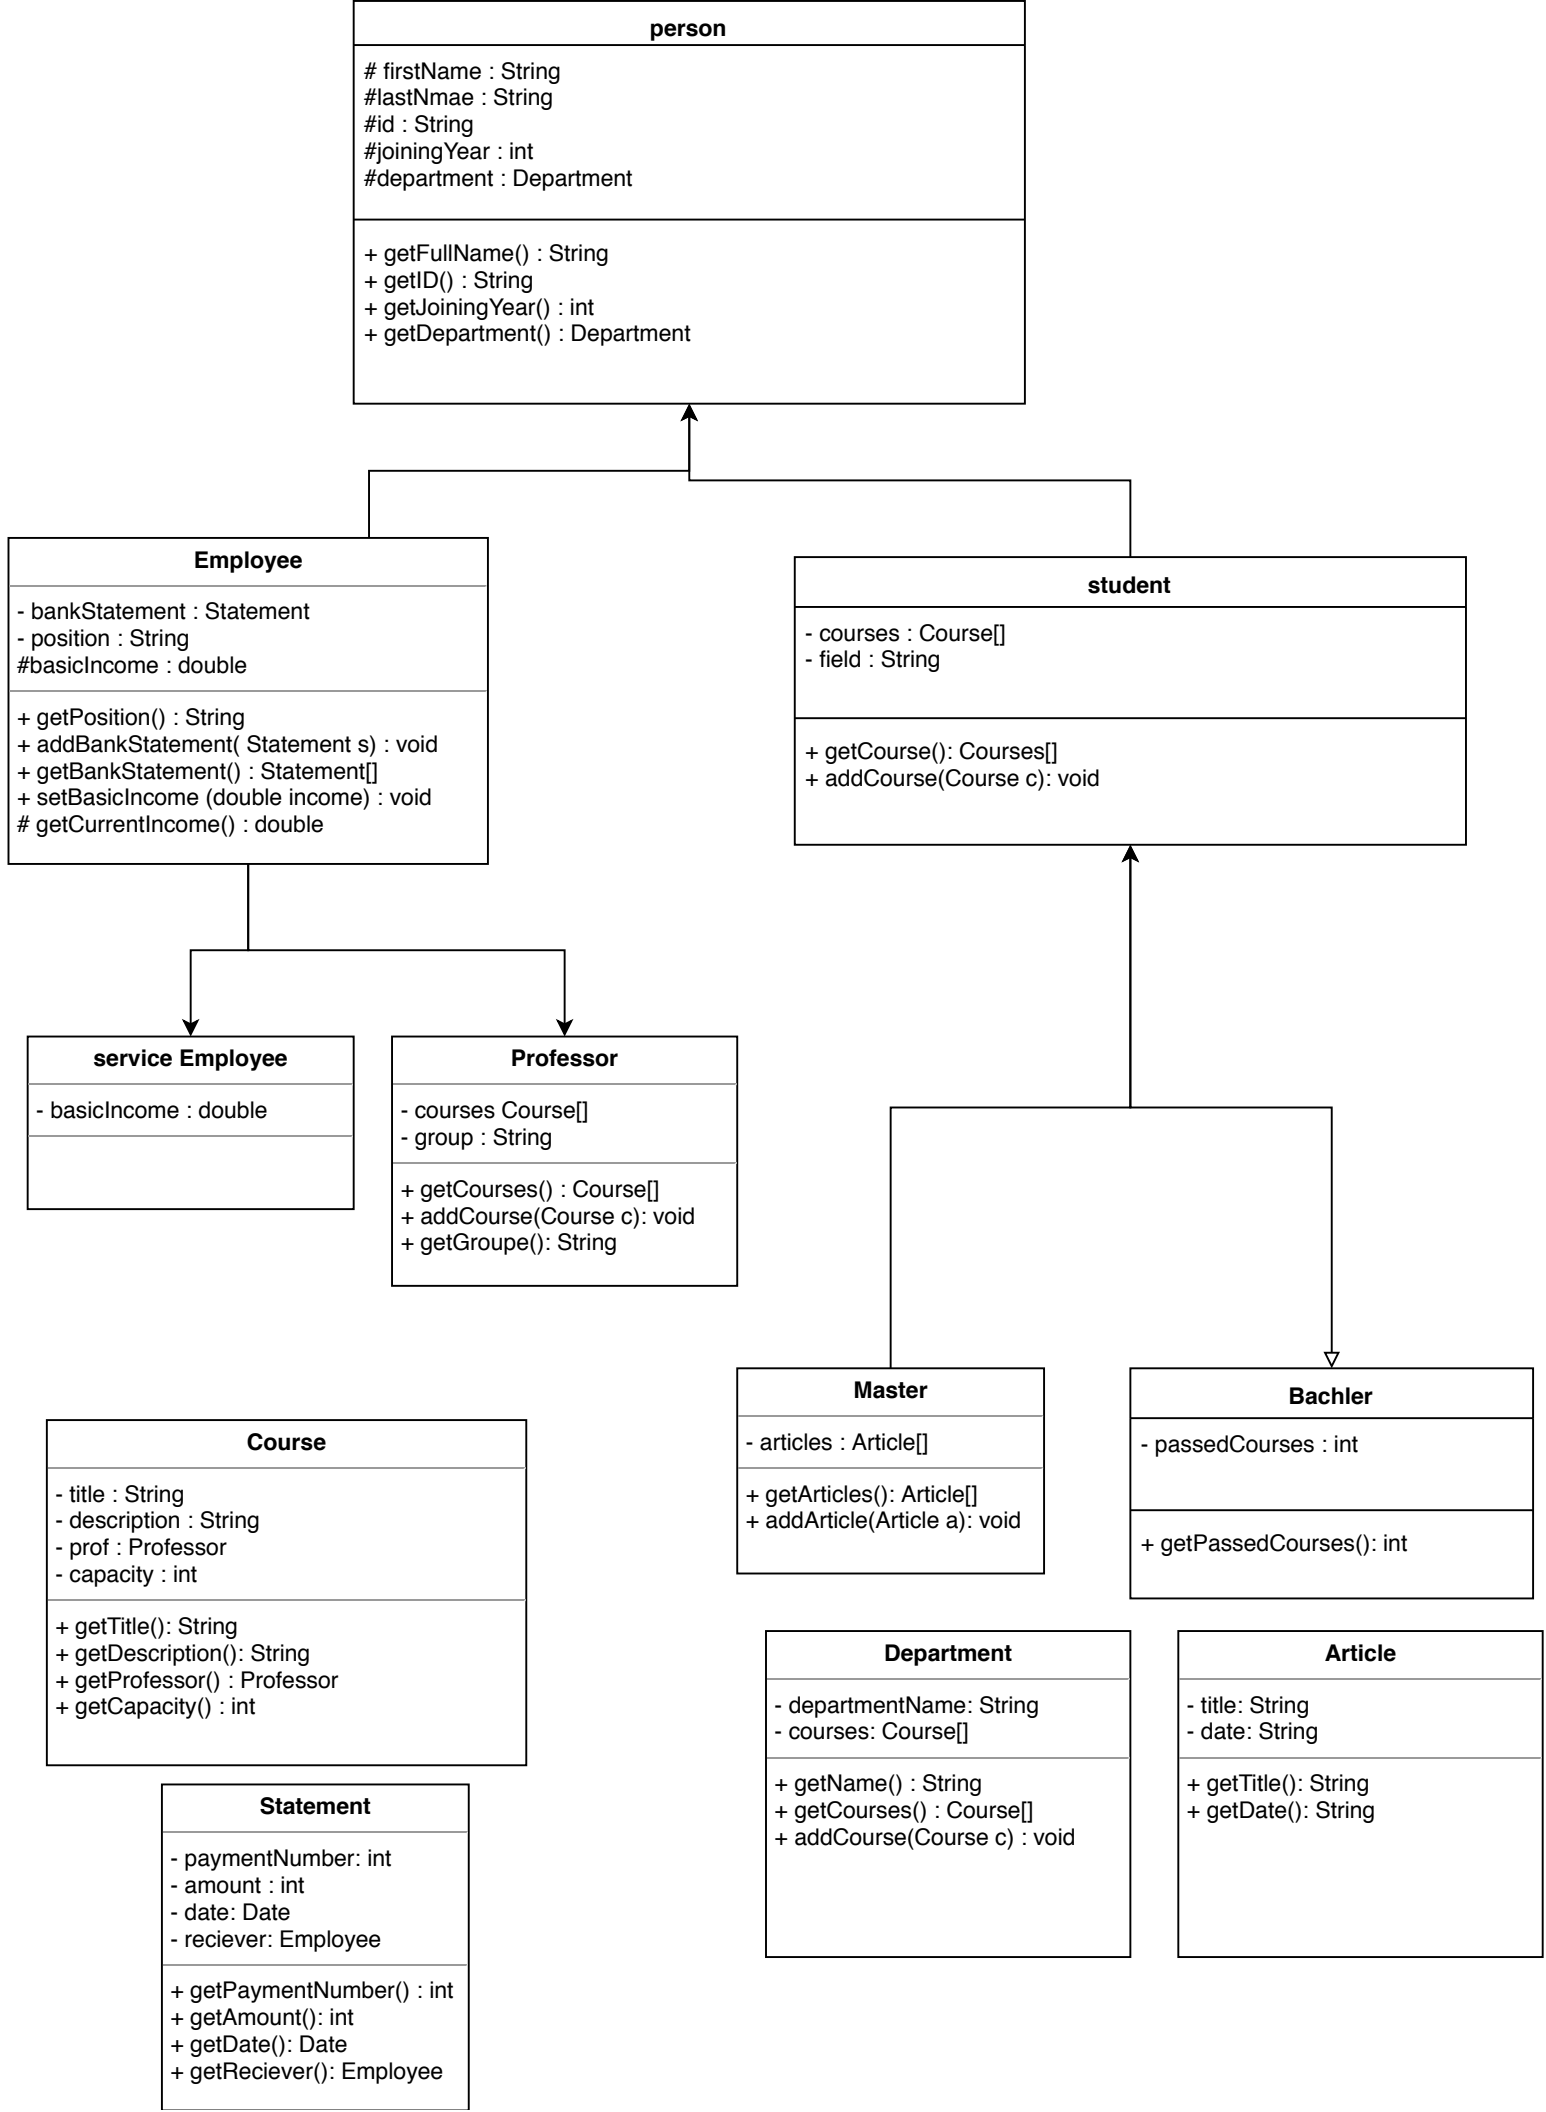 person
# firstName : String
#lastNmae : String
#id : String
#joiningYear : int
#department : Department
+ getFullName() : String
+ getID() : String
+ getJoiningYear() : int
+ getDepartment() : Department
Employee
- bankStatement : Statement
- position : String
#basicIncome : double
+ getPosition() : String
+ addBankStatement( Statement s) : void
+ getBankStatement() : Statement[]
+ setBasicIncome (double income) : void
# getCurrentIncome() : double
student
- courses : Course[]
- field : String
+ getCourse(): Courses[]
+ addCourse(Course c): void
service Employee
- basicIncome : double
Professor
- courses Course[]
- group : String
+ getCourses() : Course[]
+ addCourse(Course c): void
+ getGroupe(): String
Master
- articles : Article[]
+ getArticles(): Article[]
+ addArticle(Article a): void
Bachler
- passedCourses : int
+ getPassedCourses(): int
Course
- title : String
- description : String
- prof : Professor
- capacity : int
+ getTitle(): String
+ getDescription(): String
+ getProfessor() : Professor
+ getCapacity() : int
Department
- departmentName: String
- courses: Course[]
+ getName() : String
+ getCourses() : Course[]
+ addCourse(Course c) : void
Article
- title: String
- date: String
+ getTitle(): String
+ getDate(): String
Statement
- paymentNumber: int
- amount : int
- date: Date
- reciever: Employee
+ getPaymentNumber() : int
+ getAmount(): int
+ getDate(): Date
+ getReciever(): Employee